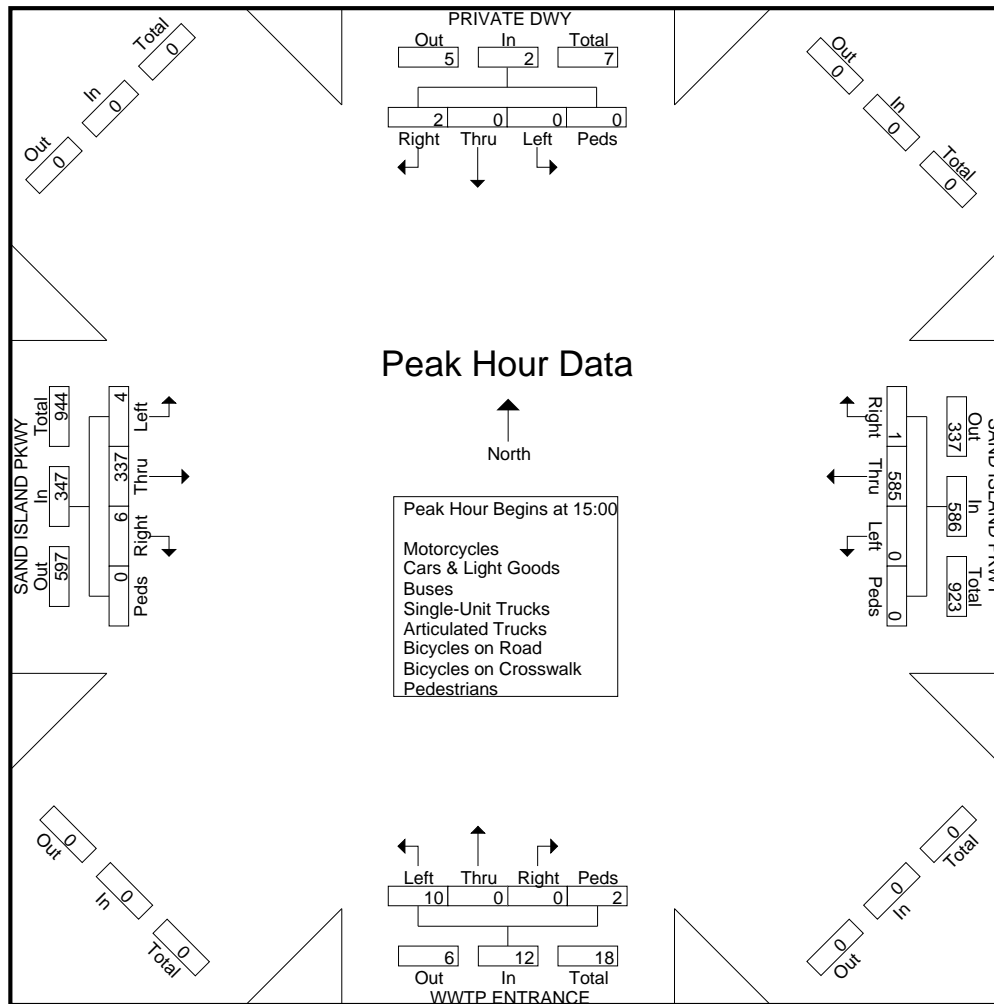 PRIVATE DWY
Out In Total
5 2 7
2 0 0 0
Right Thru Left Peds
Total
0
In
0
Out
0
Out
0
In
0
Total
0
SAND ISLAND PKWY
Total In Out
944 347 597
4 337 6 0
Left Thru Right Peds
Peak Hour Data
North
Peak Hour Begins at 15:00
Motorcycles
Cars & Light Goods
Buses
Single-Unit Trucks
Articulated Trucks
Bicycles on Road
Bicycles on Crosswalk
Pedestrians
Right Thru Left Peds
1 585 0 0
Out In Total
337 586 923
SAND ISLAND PKWY
0
Out
0
In
0
Total
Left Thru Right Peds
10 0 0 2
6 12 18
Out In Total
WWTP ENTRANCE
0
Total
0
In
0
Out